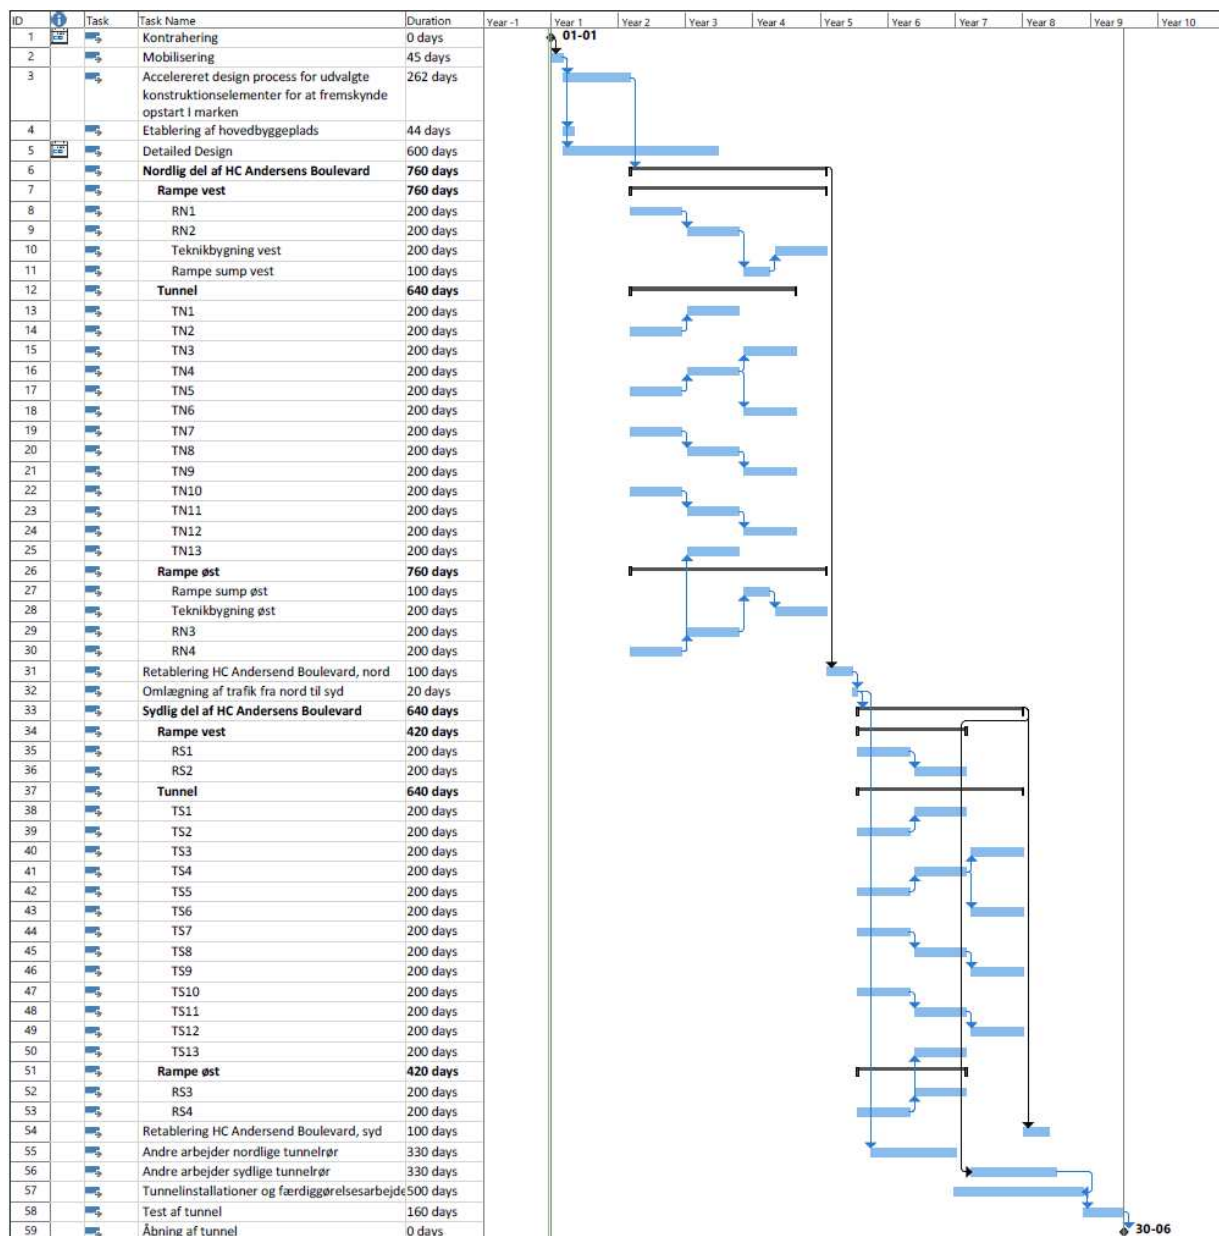 ID Task Task Name Duration Year -1 Year 1 Year 2 Year 3 Year 4 Year 5 Year 6 Year 7 Year 8 Year 9 Year 10
1 Kontrahering 0 days 01-01
2 Mobilisering 45 days
3 Accelereret design process for udvalgte 262 days
konstruktionselementer for at fremskynde
opstart I marken
4 Etablering af hovedbyggeplads 44 days
5 Detailed Design 600 days
6 Nordlig del af HC Andersens Boulevard 760 days
7 Rampe vest 760 days
8 RN1 200 days
9 RN2 200 days
10 Teknikbygning vest 200 days
11 Rampe sump vest 100 days
12 Tunnel 640 days
13 TN1 200 days
14 TN2 200 days
15 TN3 200 days
16 TN4 200 days
17 TN5 200 days
18 TN6 200 days
19 TN7 200 days
20 TN8 200 days
21 TN9 200 days
22 TN10 200 days
23 TN11 200 days
24 TN12 200 days
25 TN13 200 days
26 Rampe øst 760 days
27 Rampe sump øst 100 days
28 Teknikbygning øst 200 days
29 RN3 200 days
30 RN4 200 days
31 Retablering HC Andersend Boulevard, nord 100 days
32 Omlægning af trafik fra nord til syd 20 days
33 Sydlig del af HC Andersens Boulevard 640 days
34 Rampe vest 420 days
35 RS1 200 days
36 RS2 200 days
37 Tunnel 640 days
38 TS1 200 days
39 TS2 200 days
40 TS3 200 days
41 TS4 200 days
42 TS5 200 days
43 TS6 200 days
44 TS7 200 days
45 TS8 200 days
46 TS9 200 days
47 TS10 200 days
48 TS11 200 days
49 TS12 200 days
50 TS13 200 days
51 Rampe øst 420 days
52 RS3 200 days
53 RS4 200 days
54 Retablering HC Andersend Boulevard, syd 100 days
55 Andre arbejder nordlige tunnelrør 330 days
56 Andre arbejder sydlige tunnelrør 330 days
57 Tunnelinstallationer og færdiggørelsesarbejde 500 days
58 Test af tunnel 160 days
59 Åbning af tunnel 0 days 30-06